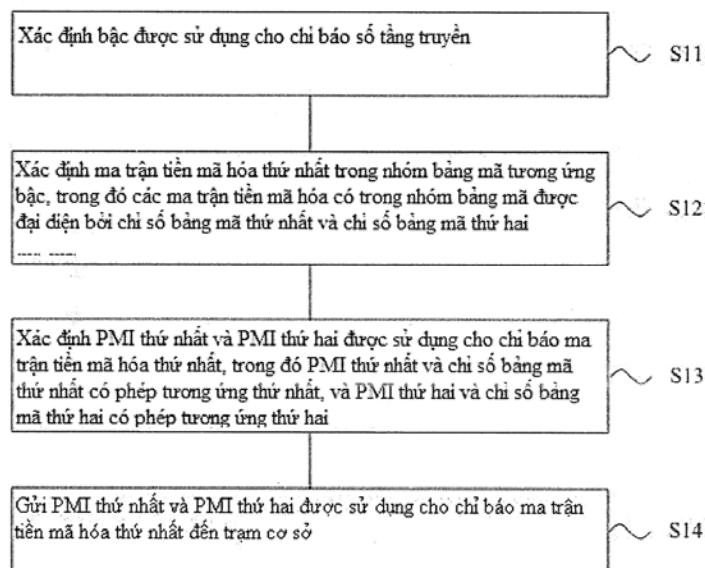 Xác định bậc được sử dụng cho chỉ báo số tầng truyền
S11
Xác định ma trận tiền mã hóa thứ nhất trong nhóm bảng mã tương ứng
bậc, trong đó các ma trận tiền mã hóa có trong nhóm bảng mã được
đại diện bởi chỉ số bảng mã thứ nhất và chỉ số bảng mã thứ hai
S12
Xác định PMI thứ nhất và PMI thứ hai được sử dụng cho chỉ báo ma
trận tiền mã hóa thứ nhất, trong đó PMI thứ nhất và chỉ số bảng mã
thứ nhất có phép tương ứng thứ nhất, và PMI thứ hai và chỉ số bảng
mã thứ hai có phép tương ứng thứ hai
S13
Gửi PMI thứ nhất và PMI thứ hai được sử dụng cho chỉ báo ma trận
tiền mã hóa thứ nhất đến trạm cơ sở
S14